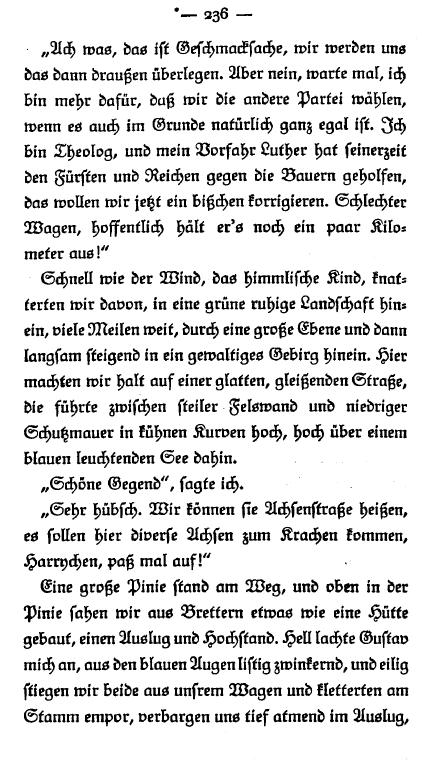 — 236 —
„Ach was, das ist Geschmacksache, wir werden uns
das dann draußen überlegen. Aber nein, warte mal, ich
bin mehr dafür, daß wir die andere Partei wählen,
wenn es auch im Grunde natürlich ganz egal ist. Ich
bin Theolog, und mein Vorfahr Luther hat seinerzeit
den Fürsten und Reichen gegen die Bauern geholfen,
das wollen wir jetzt ein bißchen korrigieren. Schlechter
Wagen, hoffentlich hält er's noch ein paar Kilo-
meter aus!“
Schnell wie der Wind, das himmlische Kind, knat-
terten wir davon, in eine grüne ruhige Landschaft hin-
ein, viele Meilen weit, durch eine große Ebene und dann
langsam steigend in ein gewaltiges Gebirg hinein. Hier
machten wir halt auf einer glatten, gleißenden Straße,
die führte zwischen steiler Felswand und niedriger
Schutzmauer in kühnen Kurven hoch, hoch über einem
blauen leuchtenden See dahin.
„Schöne Gegend“, sagte ich.
„Sehr hübsch. Wir können sie Achsenstraße heißen,
es sollen hier diverse Achsen zum Krachen kommen,
Harrychen, paß mal auf!“
Eine große Pinie stand am Weg, und oben in der
Pinie sahen wir aus Brettern etwas wie eine Hütte
gebaut, einen Auslug und Hochstand. Hell lachte Gustav
mich an, aus den blauen Augen listig zwinkernd, und eilig
stiegen wir beide aus unsrem Wagen und kletterten am
Stamm empor, verbargen uns tief atmend im Auslug,